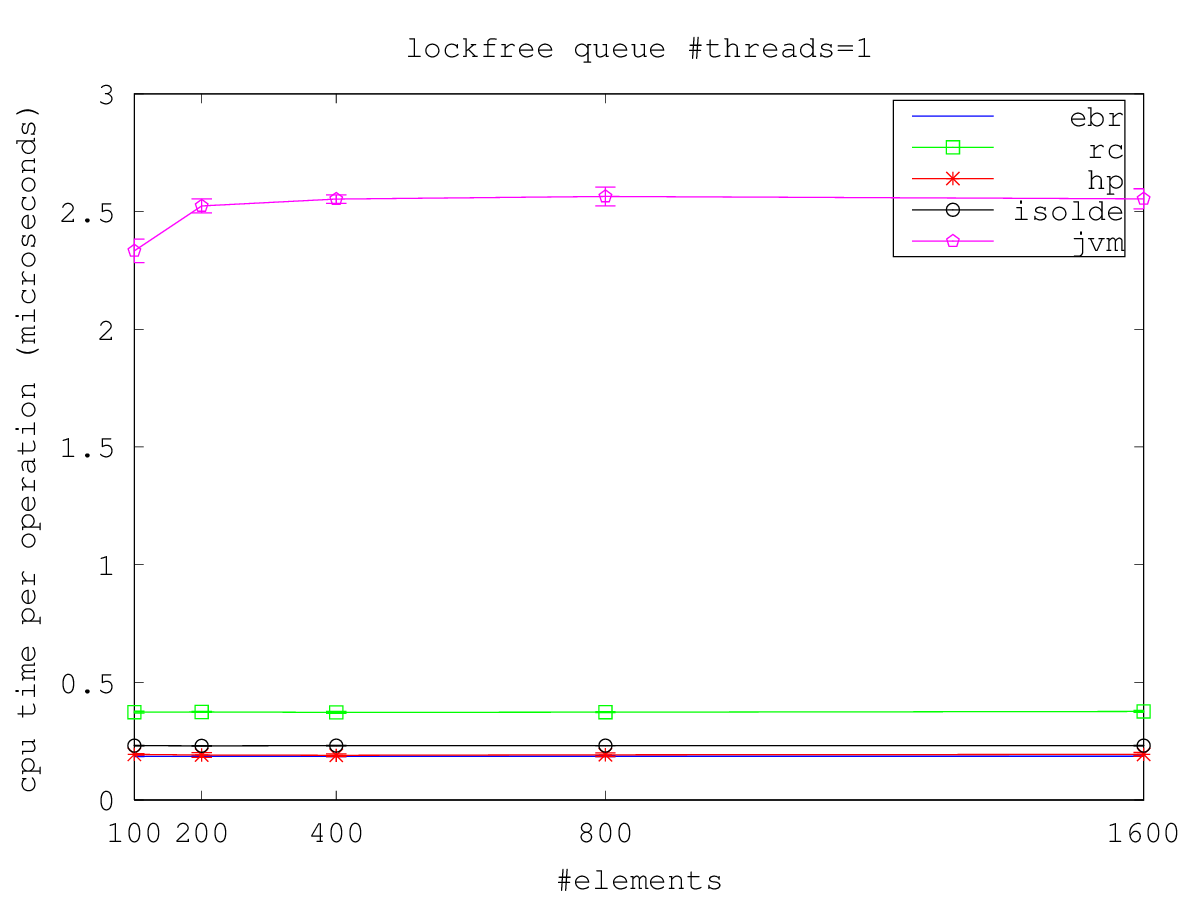 lockfree queue #threads=1
ebr
rc
hp
isolde
jvm
3
2.5
2
1.5
1
0.5
0
cpu time per operation (microseconds)
100 200 400 800 1600
#elements